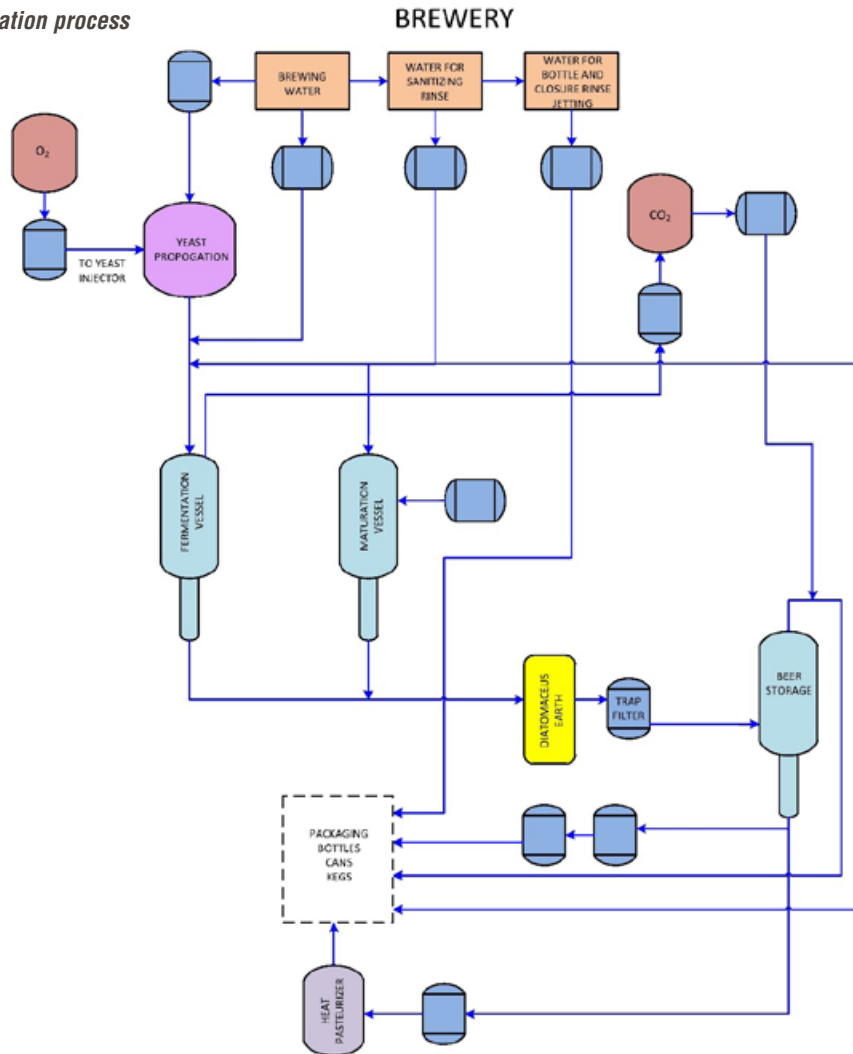 ation process
BREWERY
BREWING
WATER
WATER FOR
SANITIZING
RINSE
WATER FOR
BOTTLE AND
CLOSURE RINSE
JETTING
O₂
CO₂
YEAST
PROPOGATION
TO YEAST
INJECTOR
FERMENTATION
VESSEL
MATURATION
VESSEL
DIATOMACEUS
EARTH
TRAP
FILTER
BEER
STORAGE
PACKAGING
BOTTLES
CANS
KEGS
HEAT
PASTEURIZER